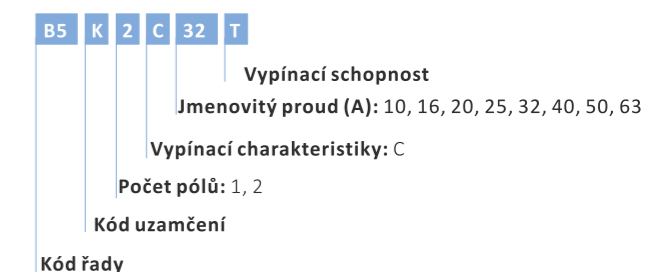 B5 K 2 C 32 T
Vypínací schopnost
Jmenovitý proud (A): 10, 16, 20, 25, 32, 40, 50, 63
Vypínací charakteristiky: C
Počet pólů: 1, 2
Kód uzamčení
Kód řady